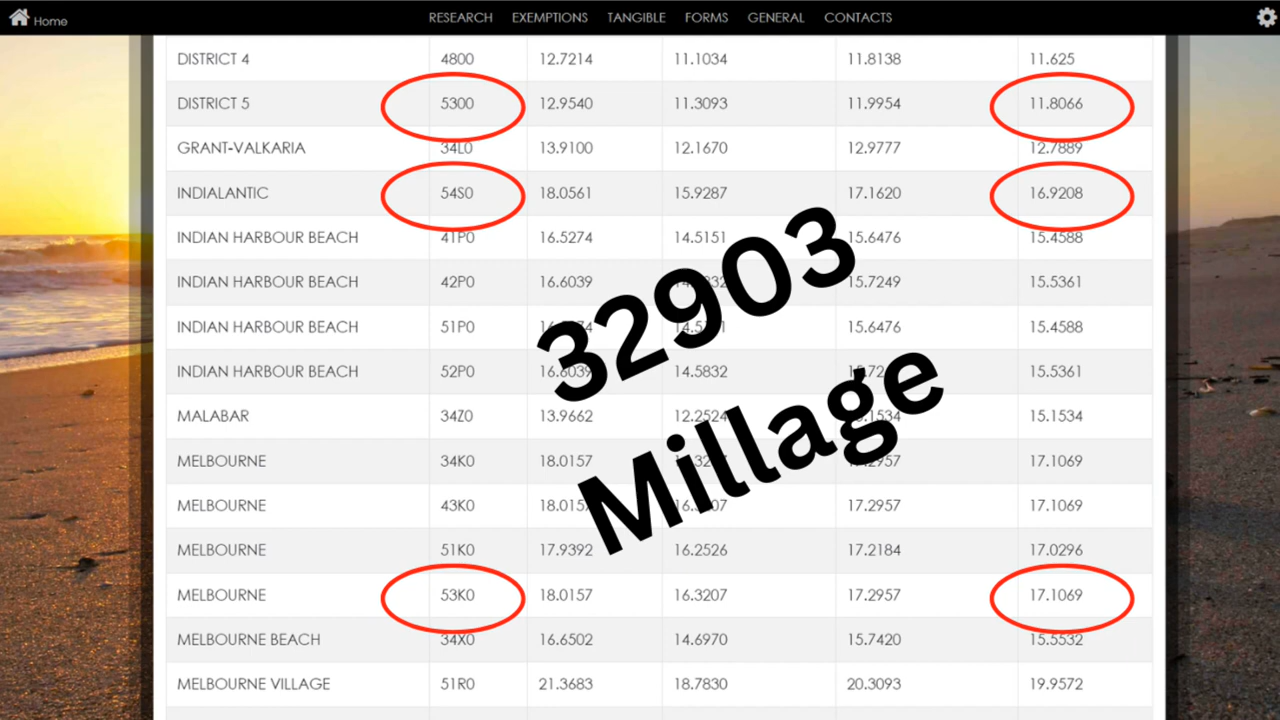 Home RESEARCH EXEMPTIONS TANGIBLE FORMS GENERAL CONTACTS
DISTRICT 4 4800 12.7214 11.1034 11.8138 11.625
DISTRICT 5 5300 12.9540 11.3093 11.9954 11.8066
GRANT-VALKARIA 34L0 13.9100 12.1670 12.9777 12.7889
INDIALANTIC 54S0 18.0561 15.9287 17.1620 16.9208
INDIAN HARBOUR BEACH 41P0 16.5274 14.5151 15.6476 15.4588
INDIAN HARBOUR BEACH 42P0 16.6039 15.7249 15.5361
INDIAN HARBOUR BEACH 51P0 15.6476 15.4588
INDIAN HARBOUR BEACH 52P0 16.6039 14.5832 15.5361
MALABAR 34Z0 13.9662 12.2524 15.1534
MELBOURNE 34K0 18.0157 17.1069
MELBOURNE 43K0 17.2957 17.1069
MELBOURNE 51K0 17.9392 16.2526 17.2184 17.0296
MELBOURNE 53K0 18.0157 16.3207 17.2957 17.1069
MELBOURNE BEACH 34X0 16.6502 14.6970 15.7420 15.5532
MELBOURNE VILLAGE 51R0 21.3683 18.7830 20.3093 19.9572
32903
Millage